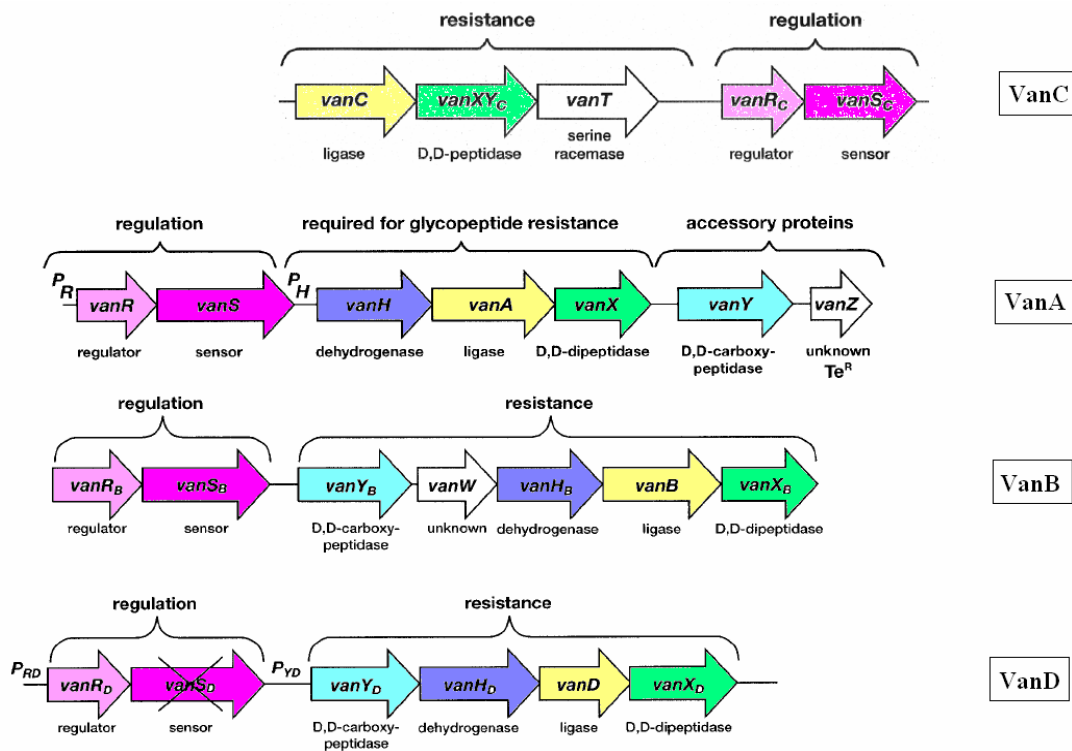 resistance regulation
vanC vanXYC vanT vanRC vanSC
VanC
ligase D,D-peptidase serine racemase regulator sensor
regulation required for glycopeptide resistance accessory proteins
PR vanR vanS PH vanH vanA vanX vanY vanZ
VanA
regulator sensor dehydrogenase ligase D,D-dipeptidase D,D-carboxy- unknown
peptidase TeR
regulation resistance
vanRB vanSB vanYB vanW vanHB vanB vanXB
VanB
regulator sensor D,D-carboxy- unknown dehydrogenase ligase D,D-dipeptidase
peptidase
regulation resistance
PRD vanRD vanSD PYD vanYD vanHD vanD vanXD
VanD
regulator sensor D,D-carboxy- dehydrogenase ligase D,D-dipeptidase
peptidase